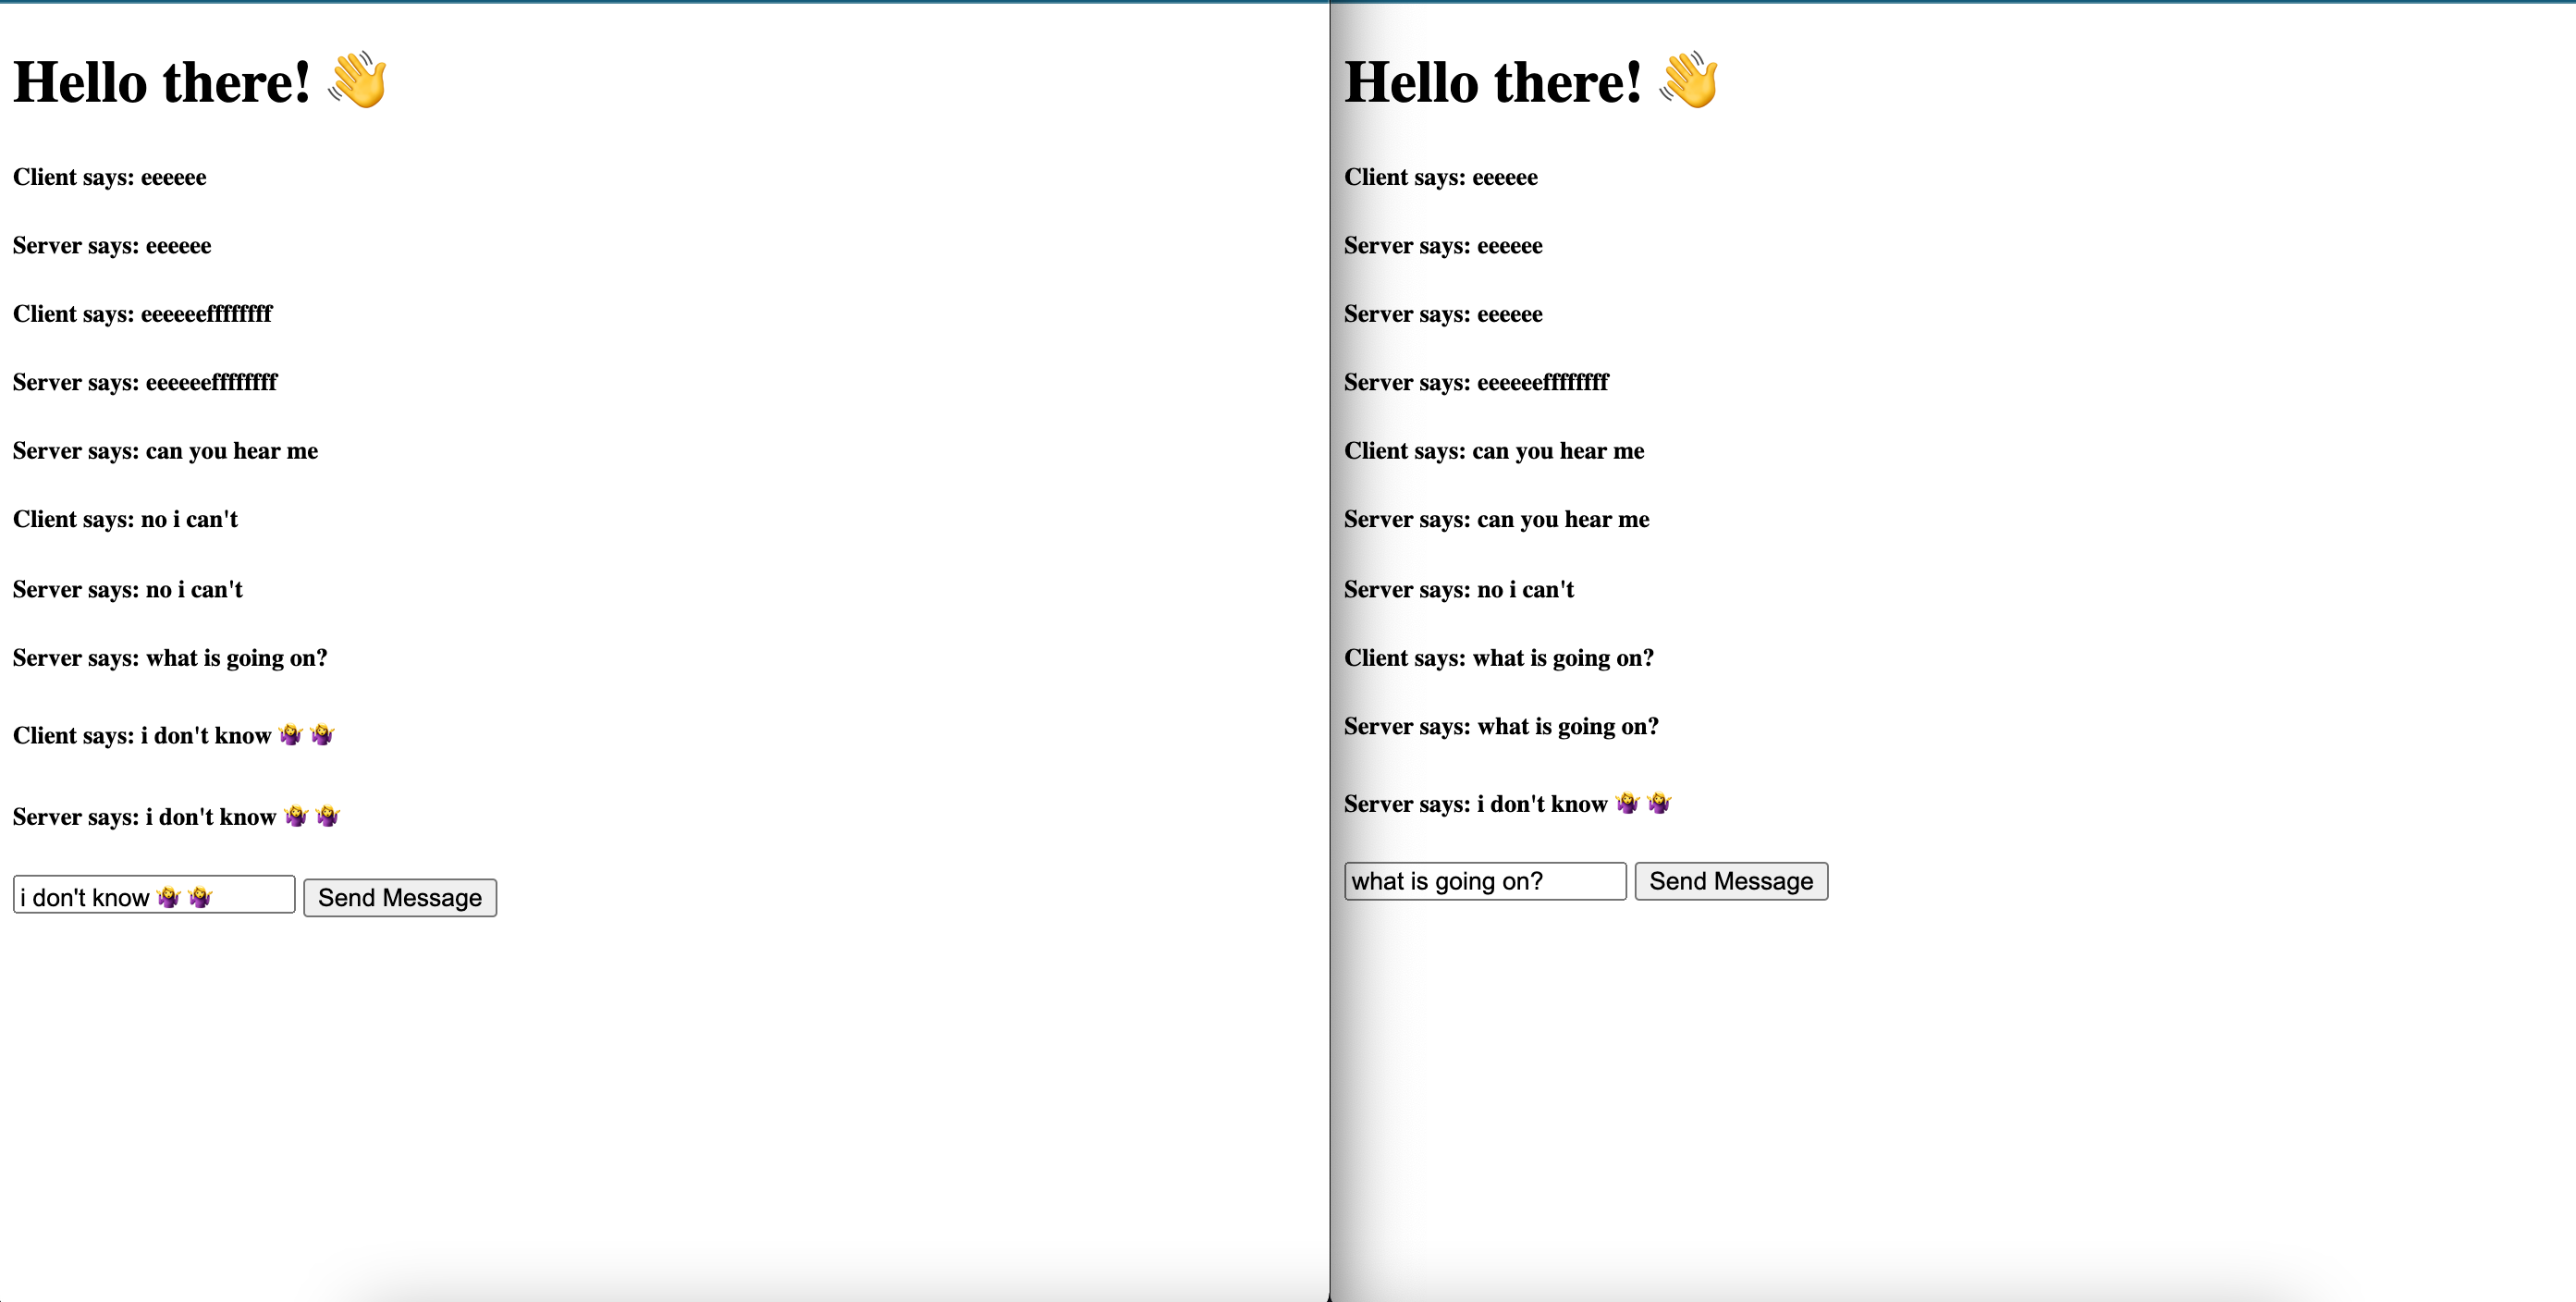 Hello there! 👋
Client says: eeeeee
Server says: eeeeee
Client says: eeeeeeffffffff
Server says: eeeeeeffffffff
Server says: can you hear me
Client says: no i can't
Server says: no i can't
Server says: what is going on?
Client says: i don't know 🤷‍♀️ 🤷‍♀️
Server says: i don't know 🤷‍♀️ 🤷‍♀️
i don't know 🤷‍♀️ 🤷‍♀️ Send Message
Hello there! 👋
Client says: eeeeee
Server says: eeeeee
Server says: eeeeee
Server says: eeeeeeffffffff
Client says: can you hear me
Server says: can you hear me
Server says: no i can't
Client says: what is going on?
Server says: what is going on?
Server says: i don't know 🤷‍♀️ 🤷‍♀️
what is going on? Send Message